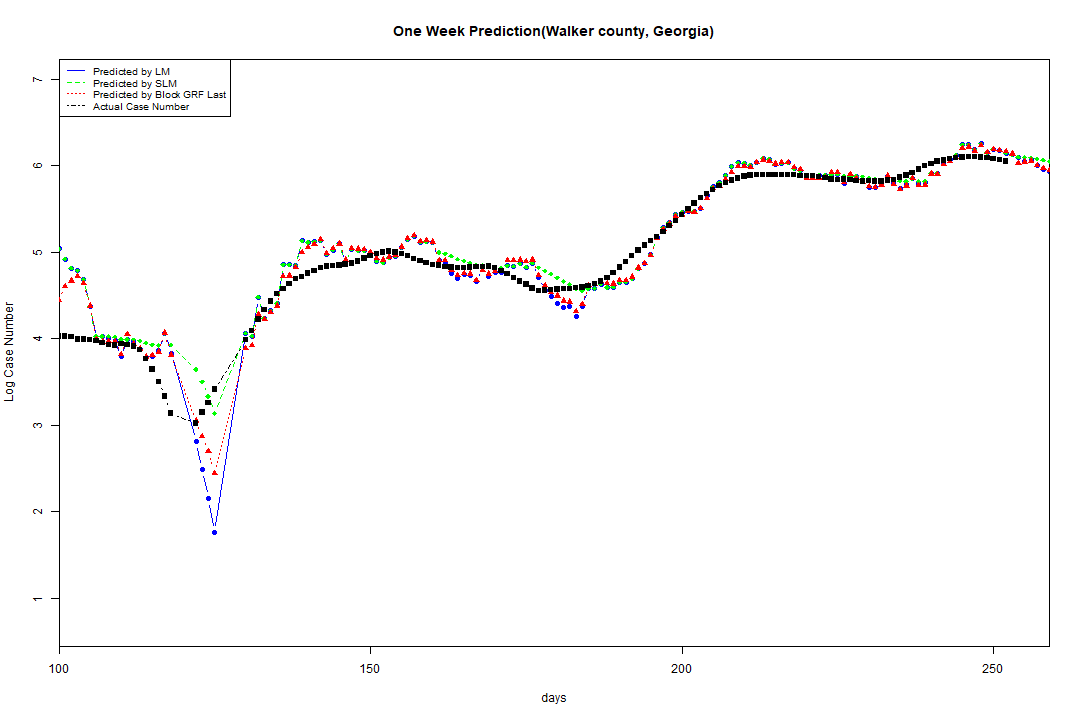 One Week Prediction(Walker county, Georgia)
Predicted by LM
Predicted by SLM
Predicted by Block GRF Last
Actual Case Number
7
6
5
4
3
2
1
Log Case Number
100 150 200 250
days